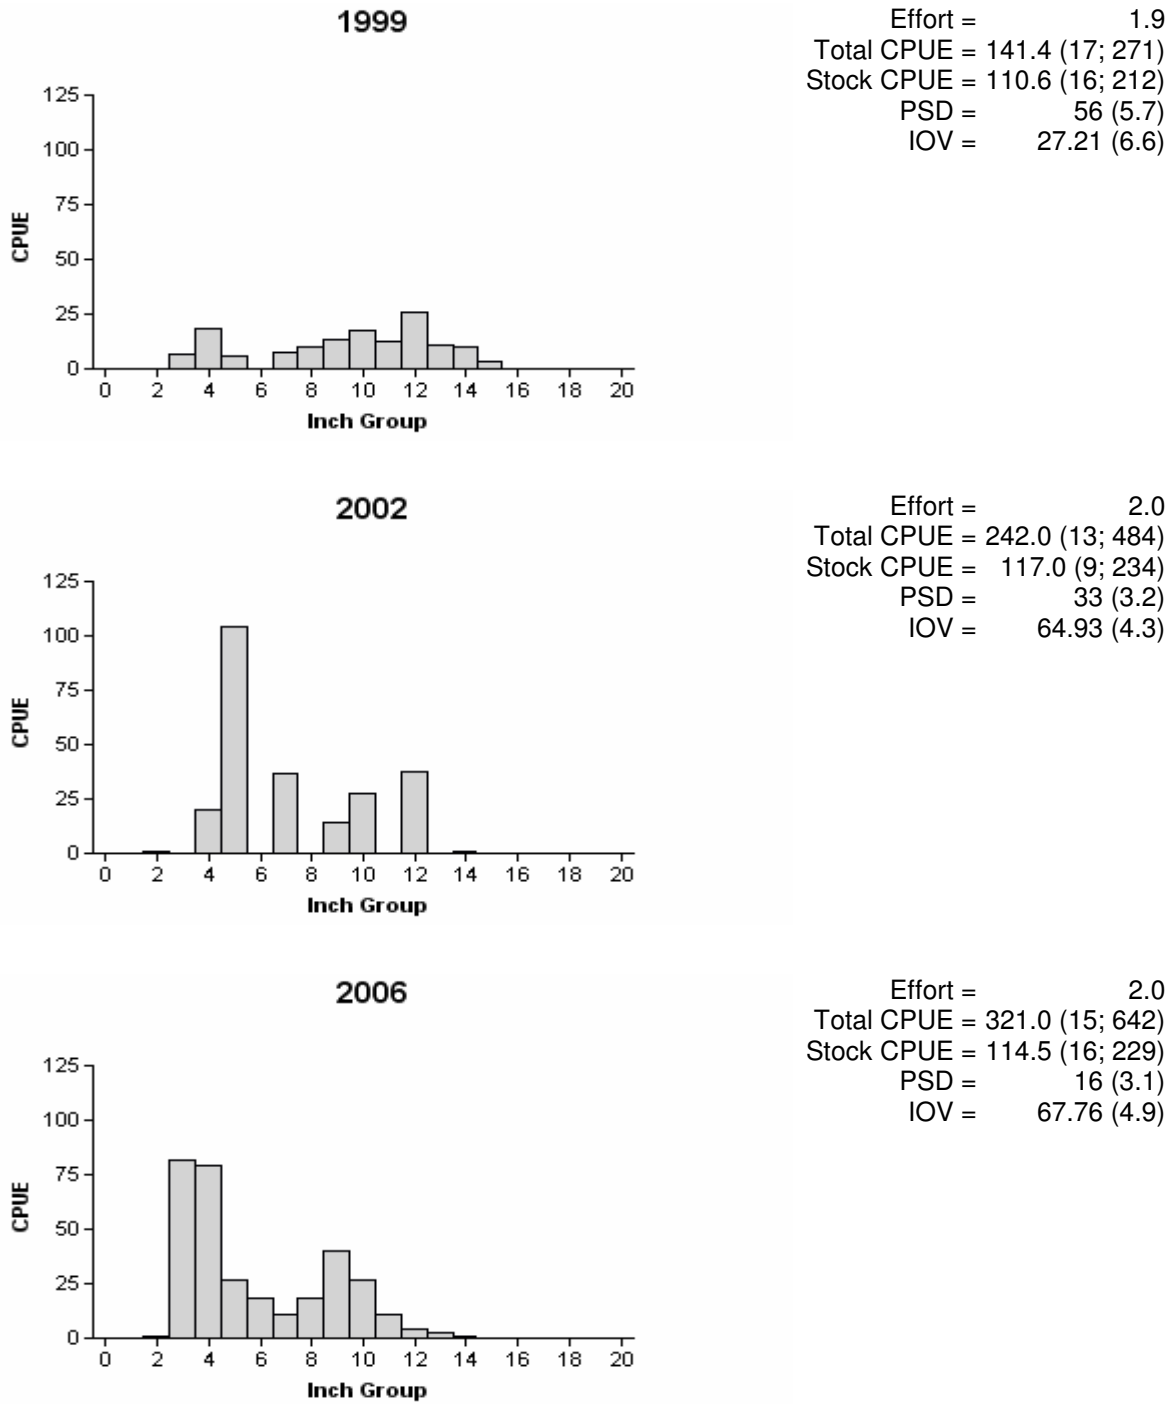 1999
Effort = 1.9
Total CPUE = 141.4 (17; 271)
Stock CPUE = 110.6 (16; 212)
PSD = 56 (5.7)
IOV = 27.21 (6.6)
125
100
75
50
25
0
CPUE
0 2 4 6 8 10 12 14 16 18 20
Inch Group
2002
Effort = 2.0
Total CPUE = 242.0 (13; 484)
Stock CPUE = 117.0 (9; 234)
PSD = 33 (3.2)
IOV = 64.93 (4.3)
125
100
75
50
25
0
CPUE
0 2 4 6 8 10 12 14 16 18 20
Inch Group
2006
Effort = 2.0
Total CPUE = 321.0 (15; 642)
Stock CPUE = 114.5 (16; 229)
PSD = 16 (3.1)
IOV = 67.76 (4.9)
125
100
75
50
25
0
CPUE
0 2 4 6 8 10 12 14 16 18 20
Inch Group